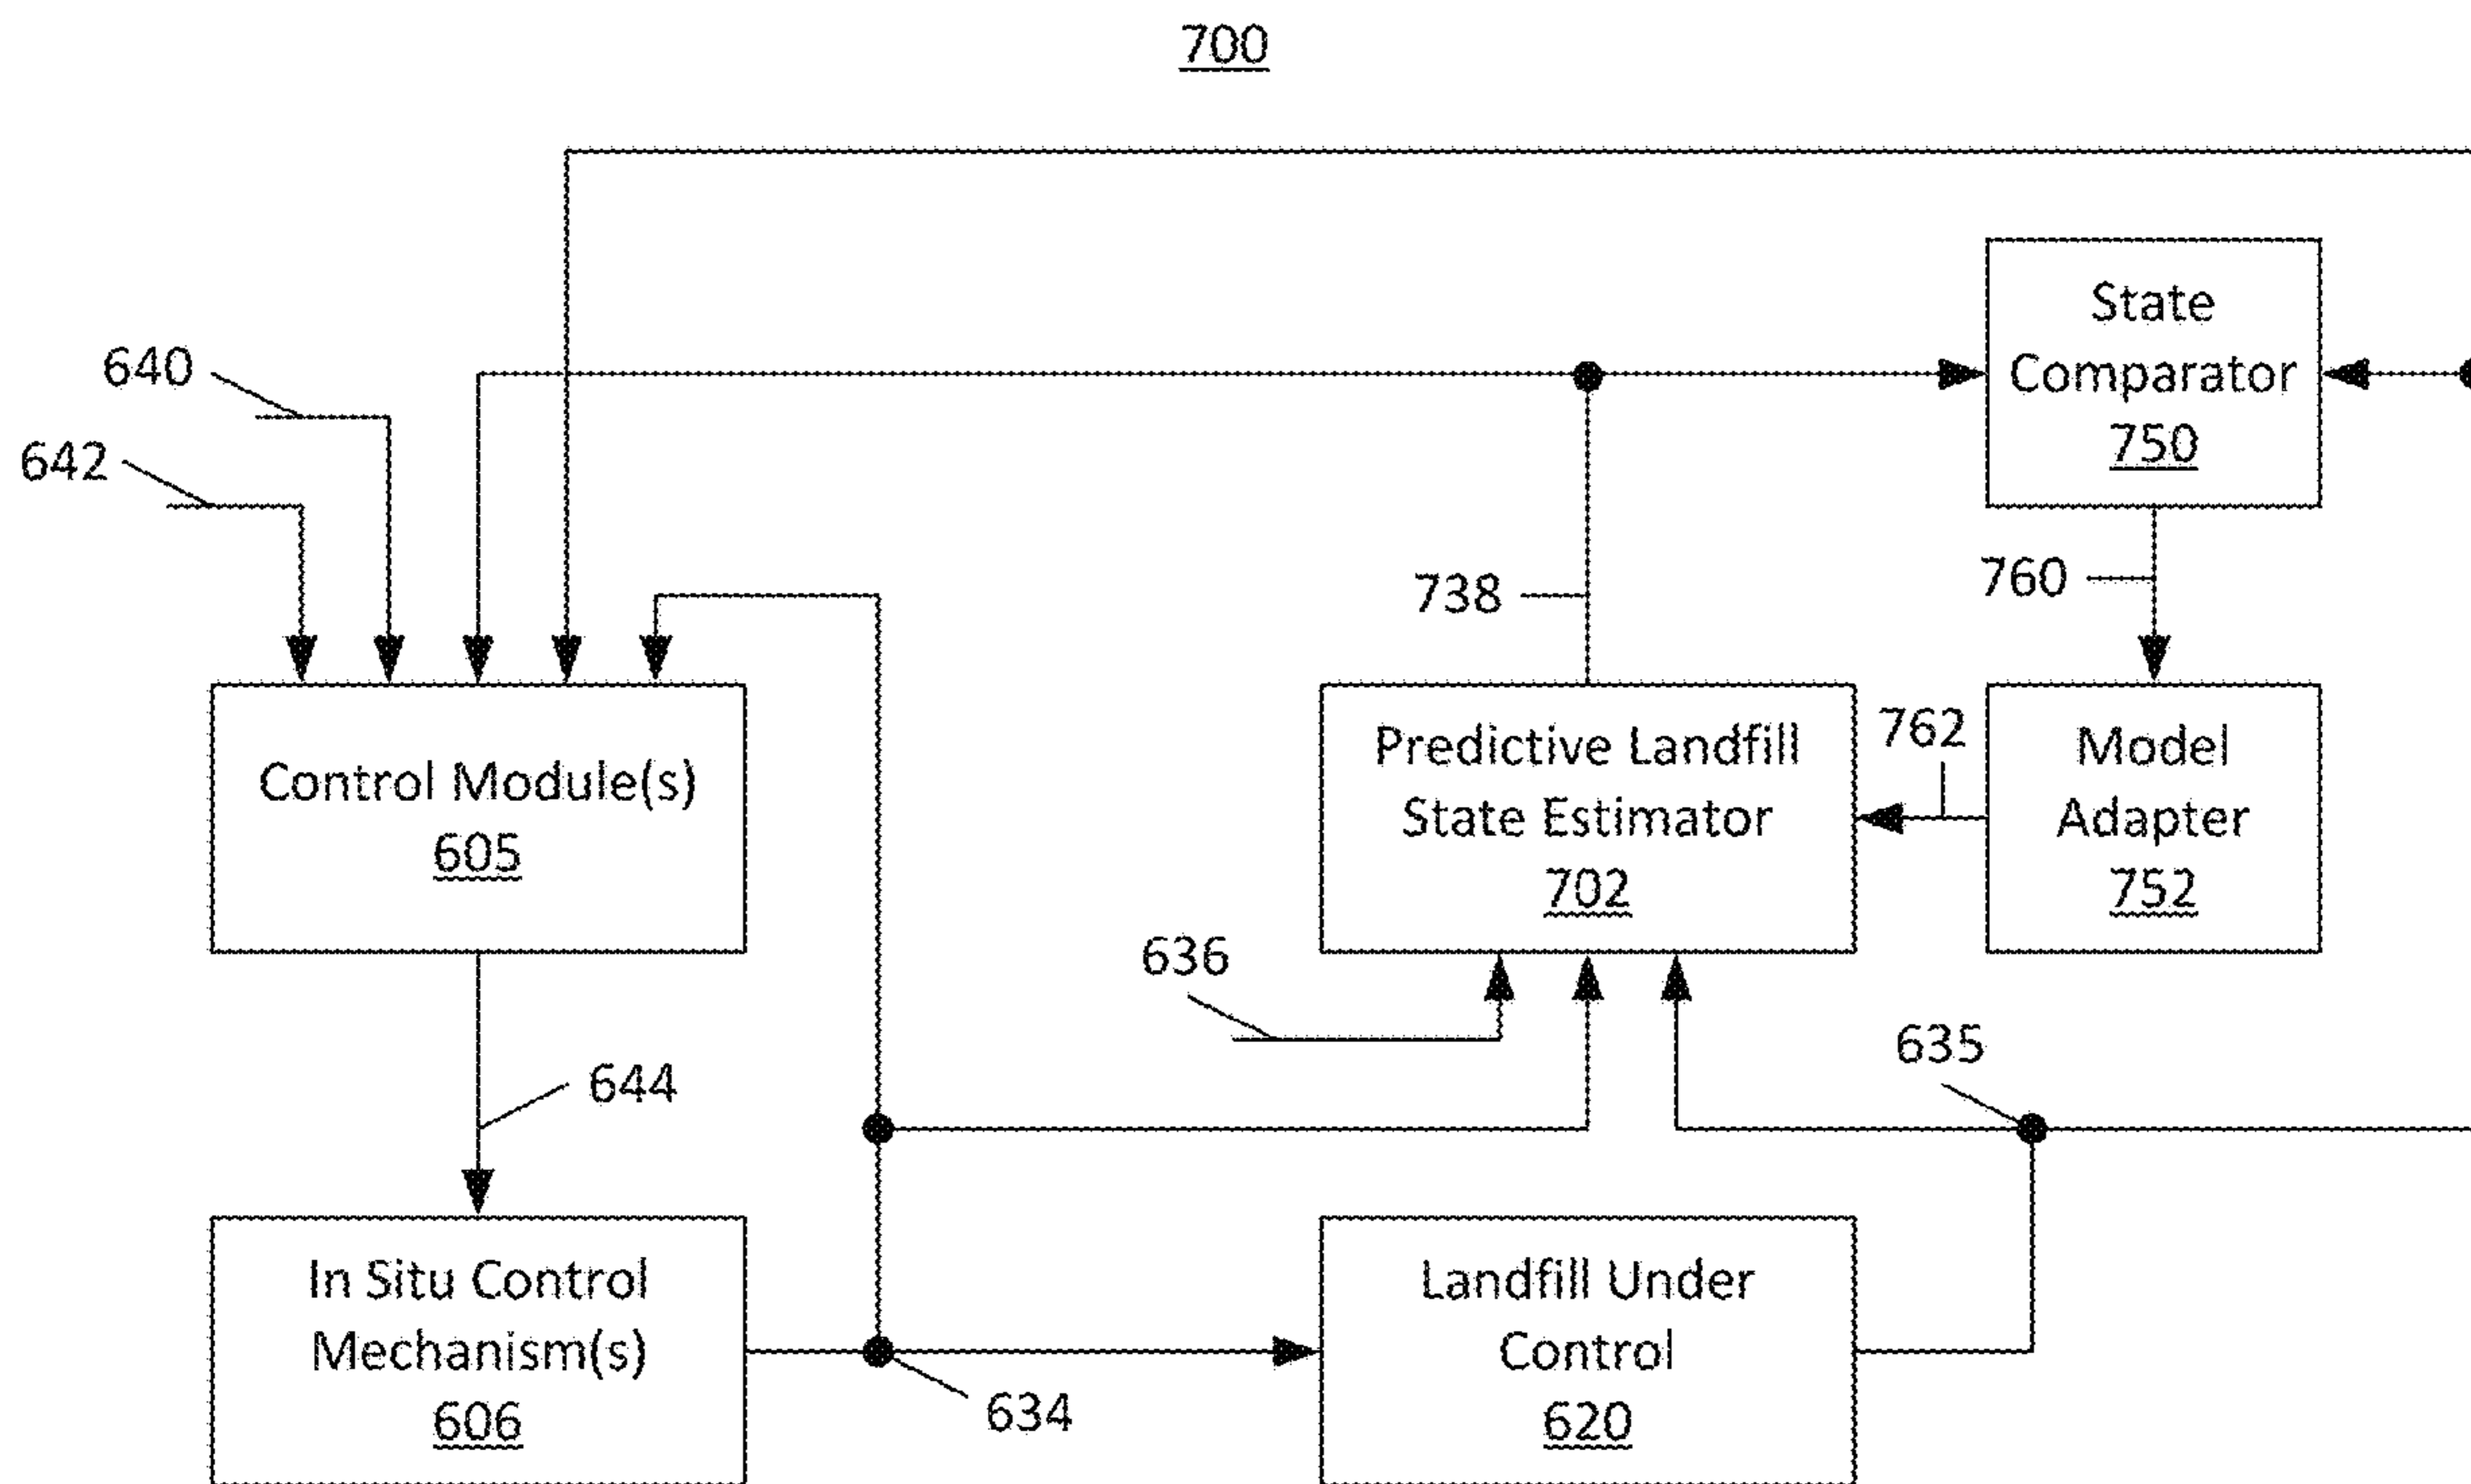 700
640
642
State
Comparator
750
738
760
Control Module(s)
605
Predictive Landfill
State Estimator
702
762
Model
Adapter
752
636
635
644
In Situ Control
Mechanism(s)
606
634
Landfill Under
Control
620